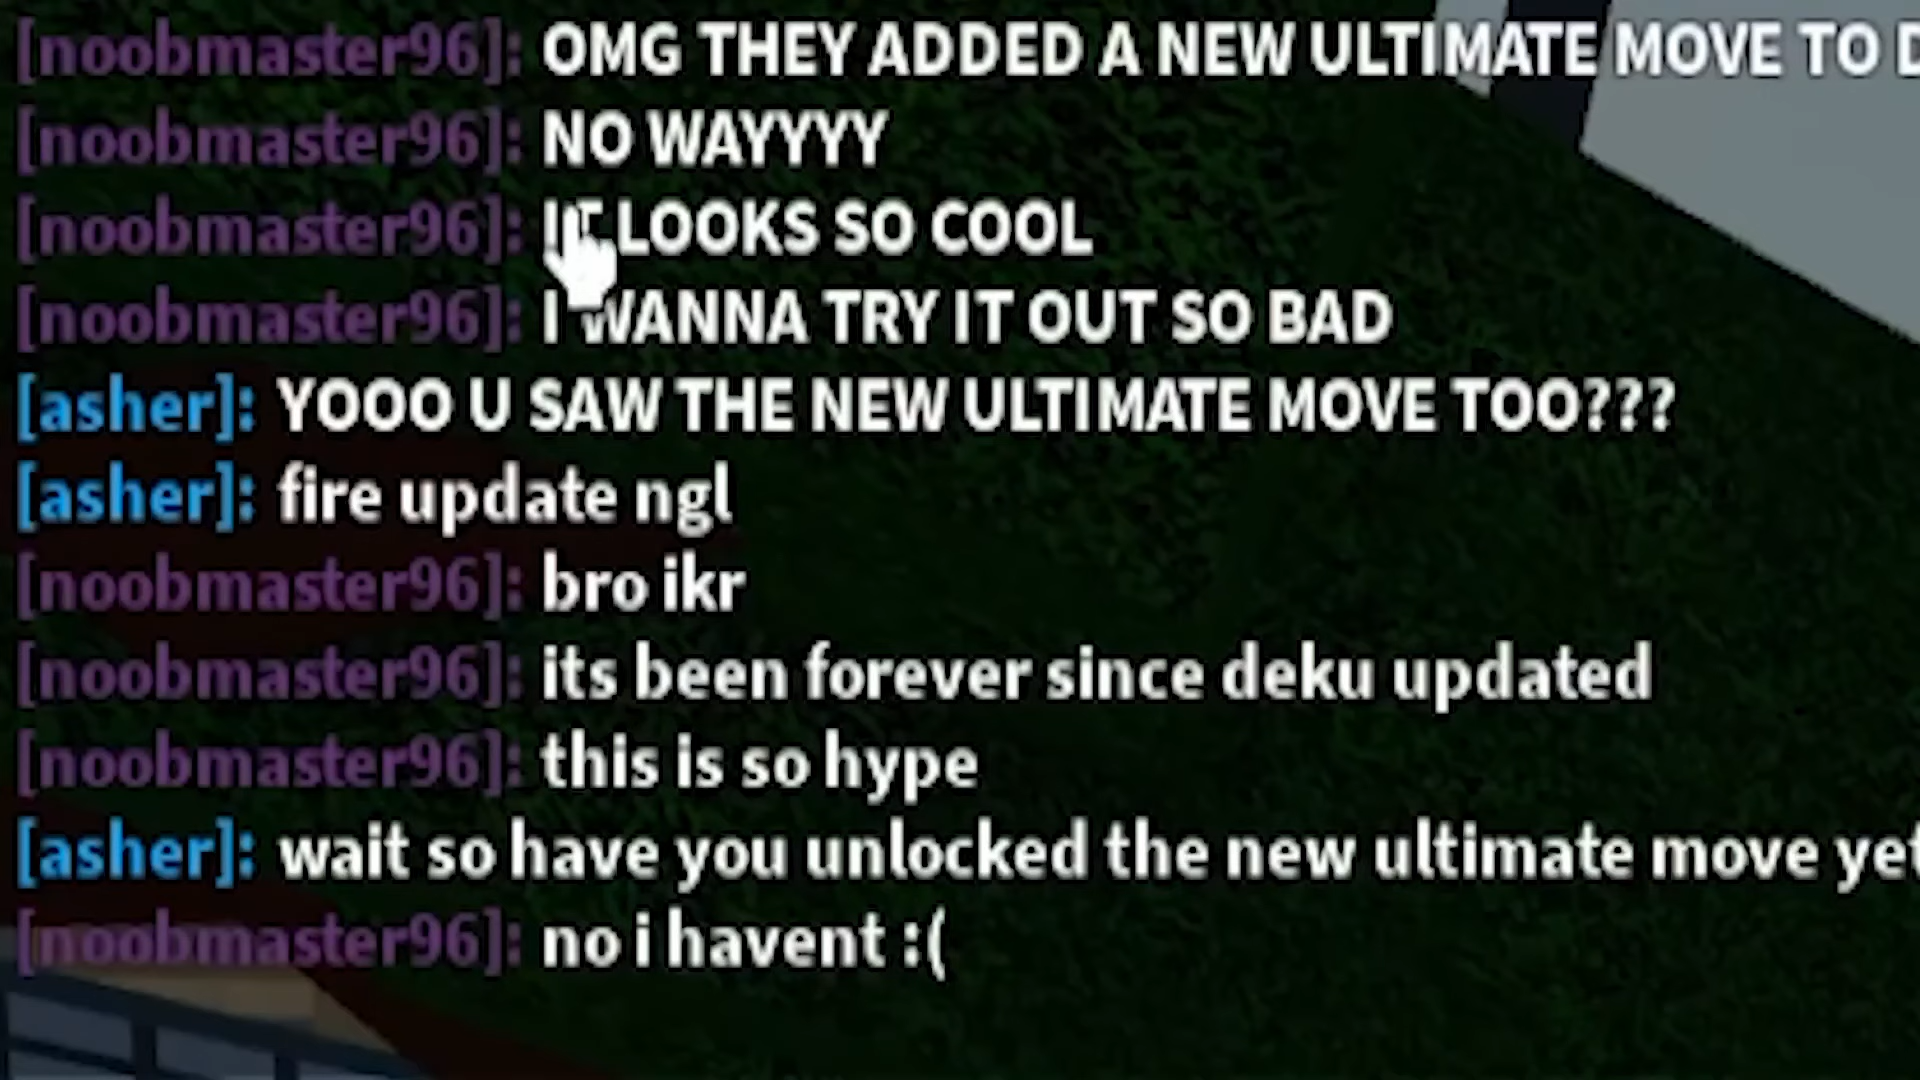 [noobmaster96]: OMG THEY ADDED A NEW ULTIMATE MOVE TO D
[noobmaster96]: NO WAYYYY
[noobmaster96]: IT LOOKS SO COOL
[noobmaster96]: I WANNA TRY IT OUT SO BAD
[asher]: YOOO U SAW THE NEW ULTIMATE MOVE TOO???
[asher]: fire update ngl
[noobmaster96]: bro ikr
[noobmaster96]: its been forever since deku updated
[noobmaster96]: this is so hype
[asher]: wait so have you unlocked the new ultimate move yet
[noobmaster96]: no i havent :(